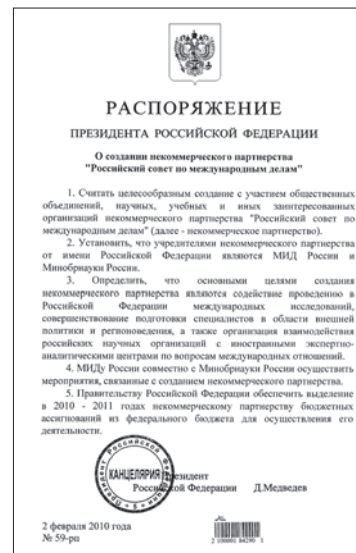 РАСПОРЯЖЕНИЕ
ПРЕЗИДЕНТА РОССИЙСКОЙ ФЕДЕРАЦИИ
О создании некоммерческого партнерства
"Российский совет по международным делам"
1. Считать целесообразным создание с участием общественных
объединений, научных, учебных и иных заинтересованных
организаций некоммерческого партнерства "Российский совет по
международным делам" (далее - некоммерческое партнерство).
2. Установить, что учредителями некоммерческого партнерства
от имени Российской Федерации являются МИД России и
Минобрнауки России.
3. Определить, что основными целями создания
некоммерческого партнерства являются содействие проведению в
Российской Федерации международных исследований,
совершенствование подготовки специалистов в области внешней
политики и регионоведения, а также организация взаимодействия
российских научных организаций с иностранными экспертно-
аналитическими центрами по вопросам международных отношений.
4. МИДу России совместно с Минобрнауки России осуществить
мероприятия, связанные с созданием некоммерческого партнерства.
5. Правительству Российской Федерации обеспечить выделение
в 2010 - 2011 годах некоммерческому партнерству бюджетных
ассигнований из федерального бюджета для осуществления его
деятельности.
КАНЦЕЛЯРИЯ
Президент
Российской Федерации Д.Медведев
2 февраля 2010 года
№ 59-рп
2 100001 84290 1